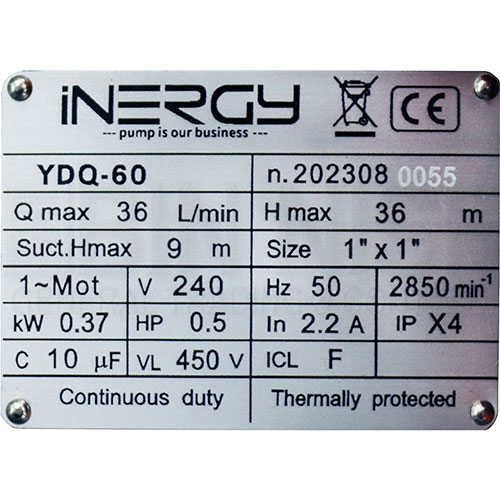 iNERGY
--- pump is our business ---
CE
YDQ-60 n.202308 0055
Q max 36 L/min H max 36 m
Suct.Hmax 9 m Size 1" x 1"
1~Mot V 240 Hz 50 2850 min-1
kW 0.37 HP 0.5 In 2.2 A IP X4
C 10 µF VL 450 V ICL F
Continuous duty Thermally protected